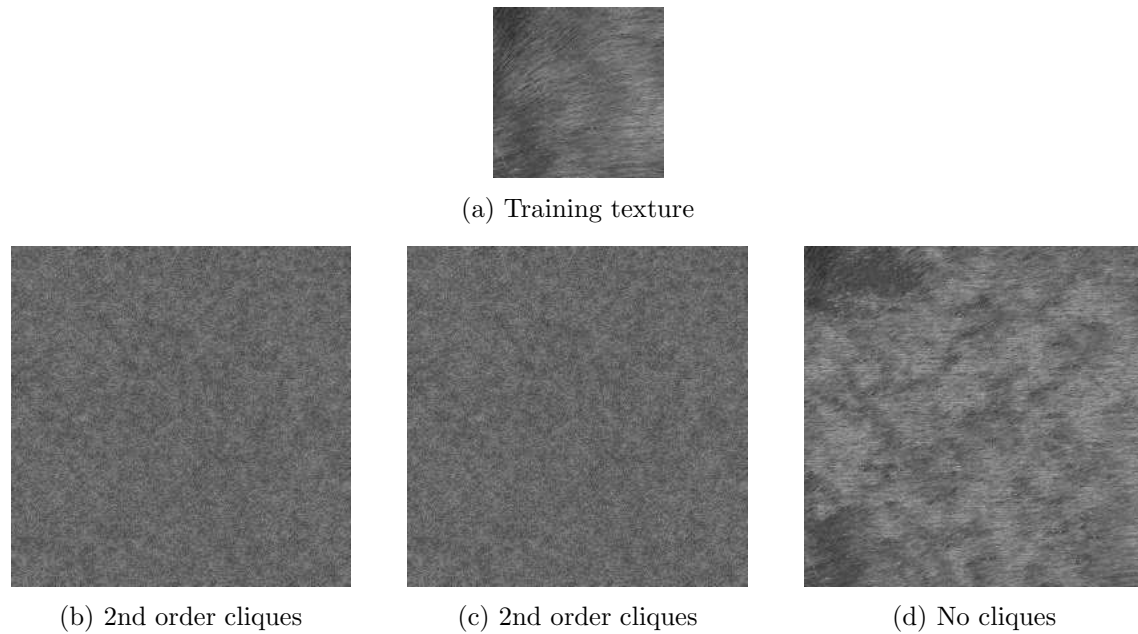 (a) Training texture
(b) 2nd order cliques
(c) 2nd order cliques
(d) No cliques